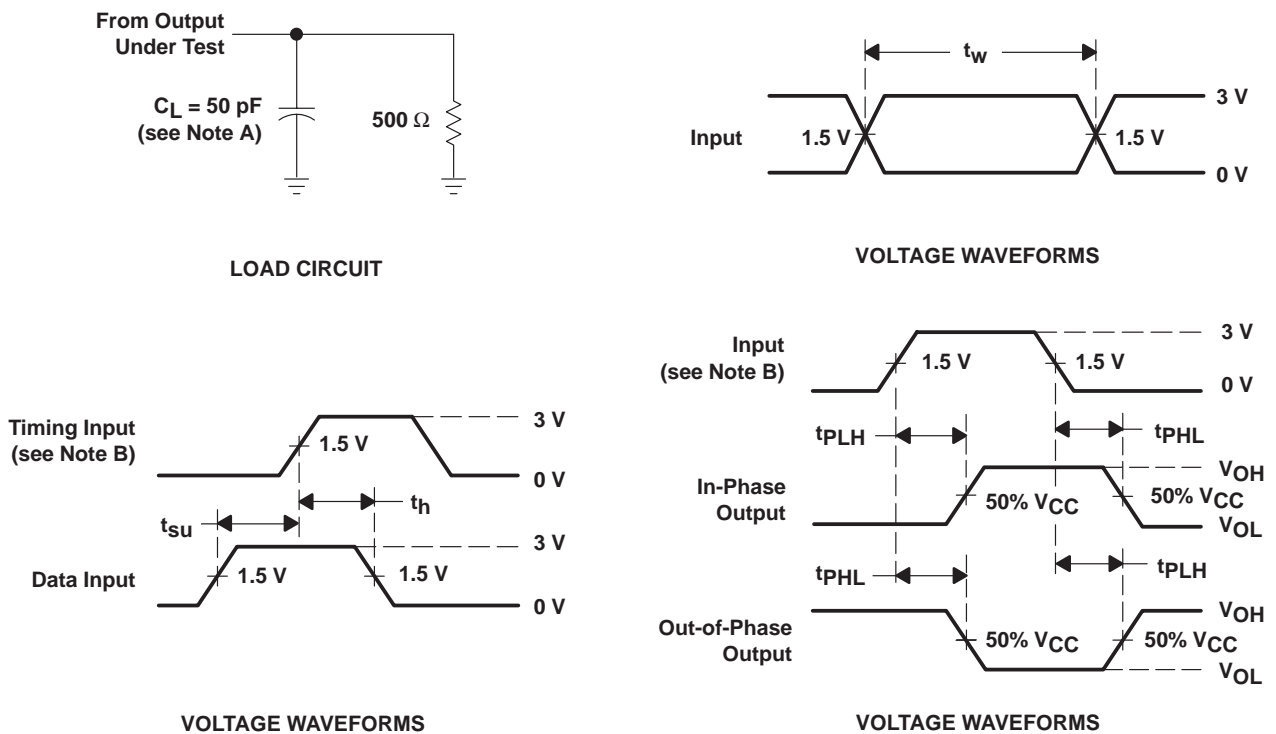 From Output
Under Test
CL = 50 pF
(see Note A)
500 Ω
LOAD CIRCUIT
tw
Input
1.5 V
1.5 V
3 V
0 V
VOLTAGE WAVEFORMS
Timing Input
(see Note B)
1.5 V
3 V
0 V
th
tsu
Data Input
1.5 V
1.5 V
3 V
0 V
VOLTAGE WAVEFORMS
Input
(see Note B)
1.5 V
1.5 V
3 V
0 V
tPLH
tPHL
In-Phase
Output
50% VCC
50% VCC
VOH
VOL
tPHL
tPLH
Out-of-Phase
Output
50% VCC
50% VCC
VOH
VOL
VOLTAGE WAVEFORMS